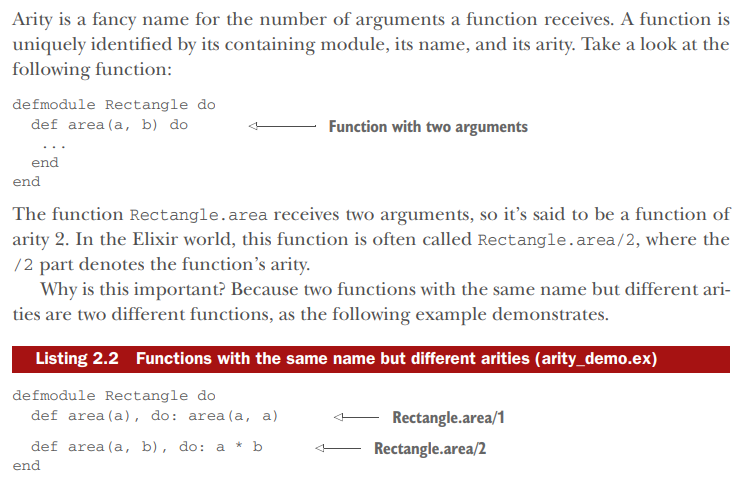 Arity is a fancy name for the number of arguments a function receives. A function is
uniquely identified by its containing module, its name, and its arity. Take a look at the
following function:
defmodule Rectangle do
  def area(a, b) do Function with two arguments
    ...
  end
end
The function Rectangle.area receives two arguments, so it’s said to be a function of
arity 2. In the Elixir world, this function is often called Rectangle.area/2, where the
/2 part denotes the function’s arity.
Why is this important? Because two functions with the same name but different ari-
ties are two different functions, as the following example demonstrates.
Listing 2.2 Functions with the same name but different arities (arity_demo.ex)
defmodule Rectangle do
  def area(a), do: area(a, a) Rectangle.area/1
  def area(a, b), do: a * b Rectangle.area/2
end